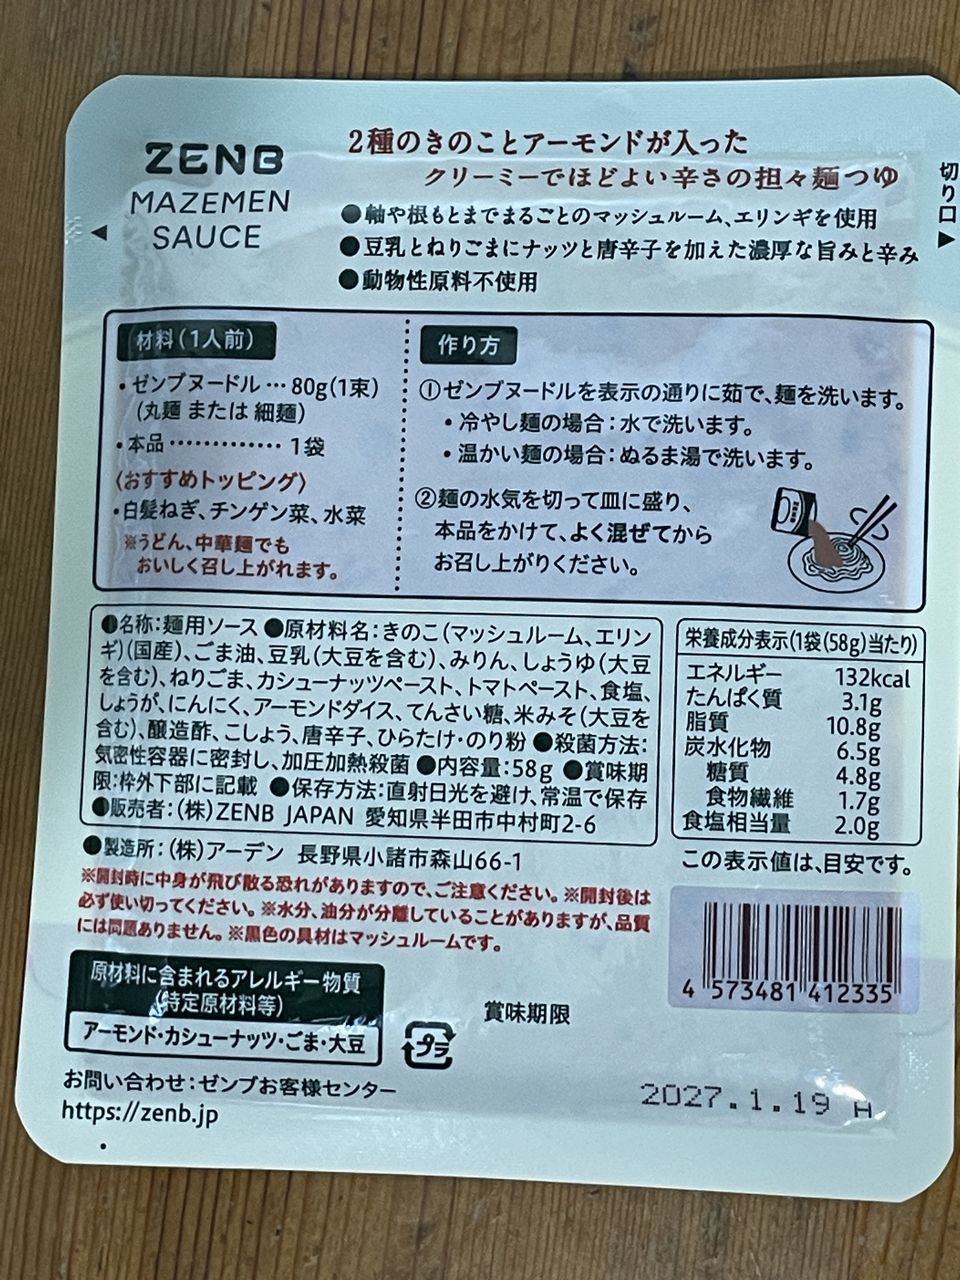 ZENB
MAZEMEN
SAUCE
2種のきのことアーモンドが入った
クリーミーでほどよい辛さの担々麺つゆ
●軸や根もとまでまるごとのマッシュルーム、エリンギを使用
●豆乳とねりごまにナッツと唐辛子を加えた濃厚な旨みと辛み
●動物性原料不使用
◀
切り口▶
材料(1人前)
・ゼンブヌードル…80g(1束)
(丸麺 または 細麺)
・本品…………1袋
〈おすすめトッピング〉
・白髪ねぎ、チンゲン菜、水菜
※うどん、中華麺でも
おいしく召し上がれます。
作り方
①ゼンブヌードルを表示の通りに茹で、麺を洗います。
・冷やし麺の場合:水で洗います。
・温かい麺の場合:ぬるま湯で洗います。
②麺の水気を切って皿に盛り、
本品をかけて、よく混ぜてから
お召し上がりください。
●名称:麺用ソース ●原材料名:きのこ(マッシュルーム、エリン
ギ)(国産)、ごま油、豆乳(大豆を含む)、みりん、しょうゆ(大豆
を含む)、ねりごま、カシューナッツペースト、トマトペースト、食塩、
しょうが、にんにく、アーモンドダイス、てんさい糖、米みそ(大豆を
含む)、醸造酢、こしょう、唐辛子、ひらたけ・のり粉 ●殺菌方法:
気密性容器に密封し、加圧加熱殺菌 ●内容量:58g ●賞味期
限:枠外下部に記載 ●保存方法:直射日光を避け、常温で保存
●販売者:(株)ZENB JAPAN 愛知県半田市中村町2-6
●製造所:(株)アーデン 長野県小諸市森山66-1
※開封時に中身が飛び散る恐れがありますので、ご注意ください。※開封後は
必ず使い切ってください。※水分、油分が分離していることがありますが、品質
には問題ありません。※黒色の具材はマッシュルームです。
栄養成分表示(1袋(58g)当たり)
エネルギー 132kcal
たんぱく質 3.1g
脂質 10.8g
炭水化物 6.5g
糖質 4.8g
食物繊維 1.7g
食塩相当量 2.0g
この表示値は、目安です。
4 573481 412335
原材料に含まれるアレルギー物質
(特定原材料等)
アーモンド・カシューナッツ・ごま・大豆
プラ
賞味期限
2027.1.19 H
お問い合わせ:ゼンブお客様センター
https://zenb.jp